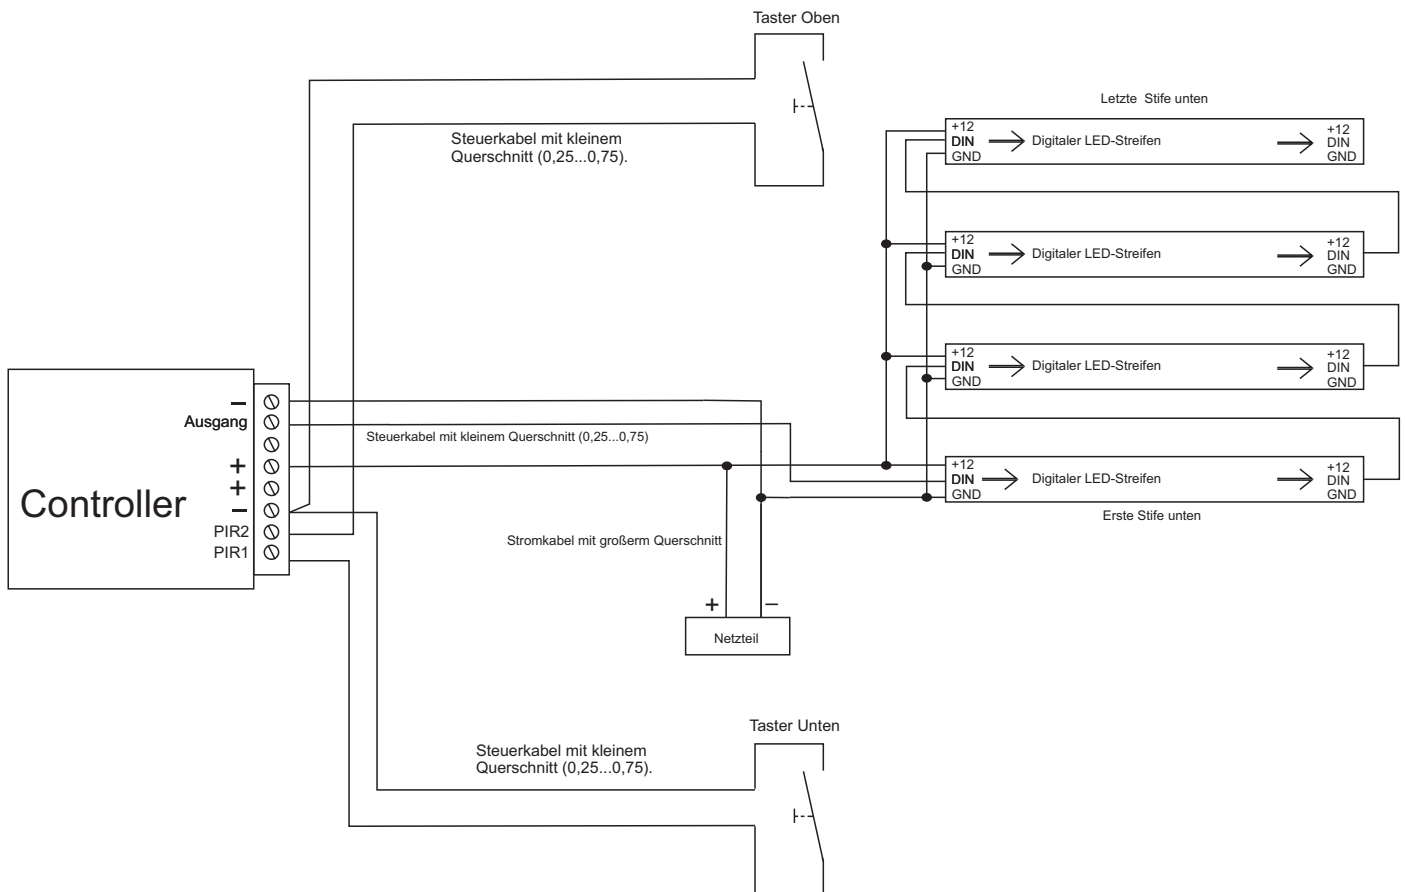 Taster Oben
Letzte Stife unten
Steuerkabel mit kleinem
Querschnitt (0,25...0,75).
+12
DIN
GND
Digitaler LED-Streifen
+12
DIN
GND
+12
DIN
GND
Digitaler LED-Streifen
+12
DIN
GND
+12
DIN
GND
Digitaler LED-Streifen
+12
DIN
GND
+12
DIN
GND
Digitaler LED-Streifen
+12
DIN
GND
Erste Stife unten
Controller
–
Ausgang
+
+
–
PIR2
PIR1
Steuerkabel mit kleinem Querschnitt (0,25...0,75)
Stromkabel mit großerm Querschnitt
+ –
Netzteil
Taster Unten
Steuerkabel mit kleinem
Querschnitt (0,25...0,75).